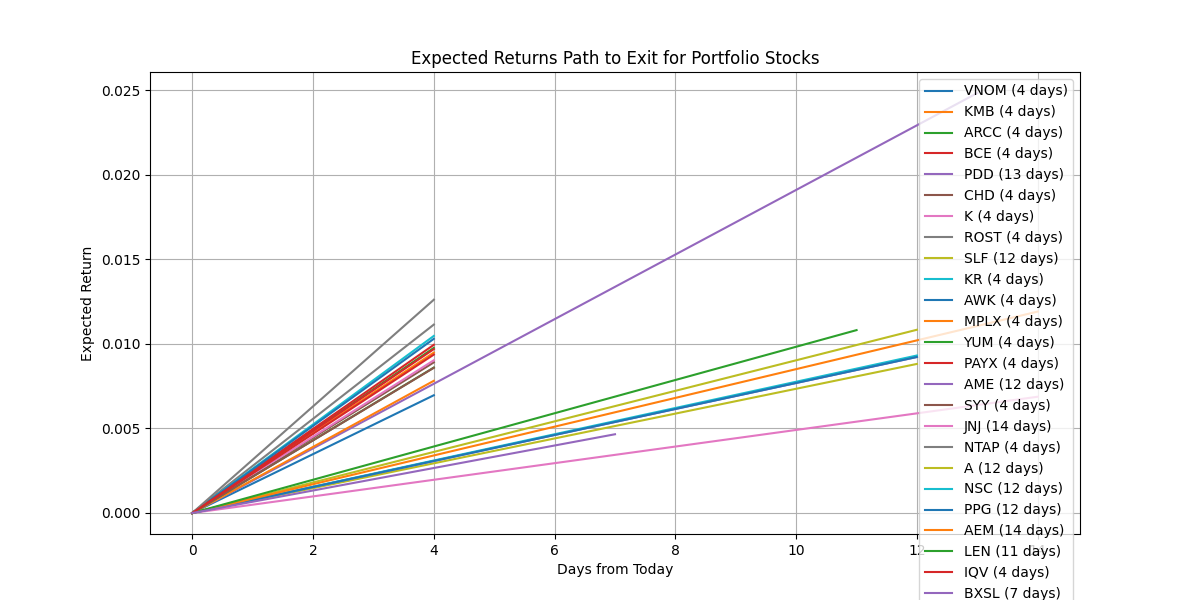 Expected Returns Path to Exit for Portfolio Stocks
Expected Return
0.025
0.020
0.015
0.010
0.005
0.000
0
2
4
6
8
10
12
Days from Today
VNOM (4 days)
KMB (4 days)
ARCC (4 days)
BCE (4 days)
PDD (13 days)
CHD (4 days)
K (4 days)
ROST (4 days)
SLF (12 days)
KR (4 days)
AWK (4 days)
MPLX (4 days)
YUM (4 days)
PAYX (4 days)
AME (12 days)
SYY (4 days)
JNJ (14 days)
NTAP (4 days)
A (12 days)
NSC (12 days)
PPG (12 days)
AEM (14 days)
LEN (11 days)
IQV (4 days)
BXSL (7 days)